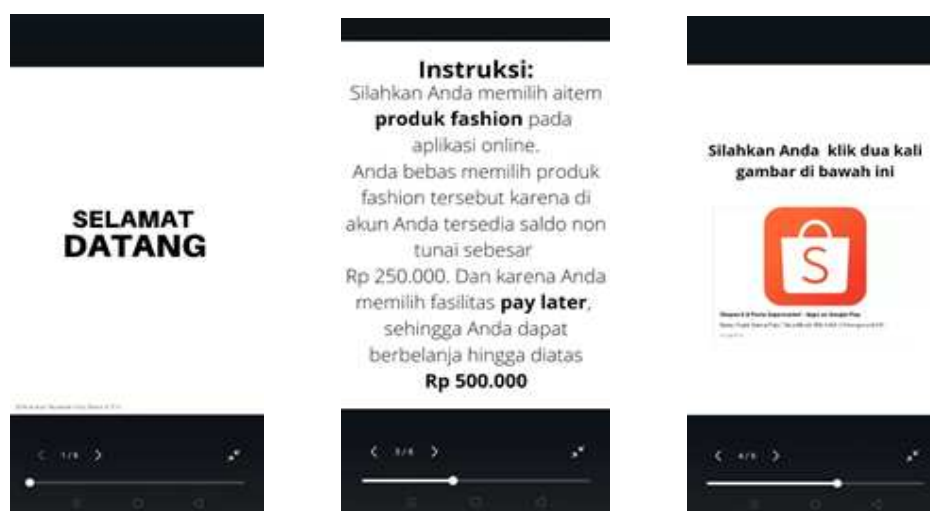 SELAMAT
DATANG
Instruksi:
Silahkan Anda memilih aitem
produk fashion pada
aplikasi online.
Anda bebas memilih produk
fashion tersebut karena di
akun Anda tersedia saldo non
tunai sebesar
Rp 250.000. Dan karena Anda
memilih fasilitas pay later,
sehingga Anda dapat
berbelanja hingga diatas
Rp 500.000
Silahkan Anda klik dua kali
gambar di bawah ini
S